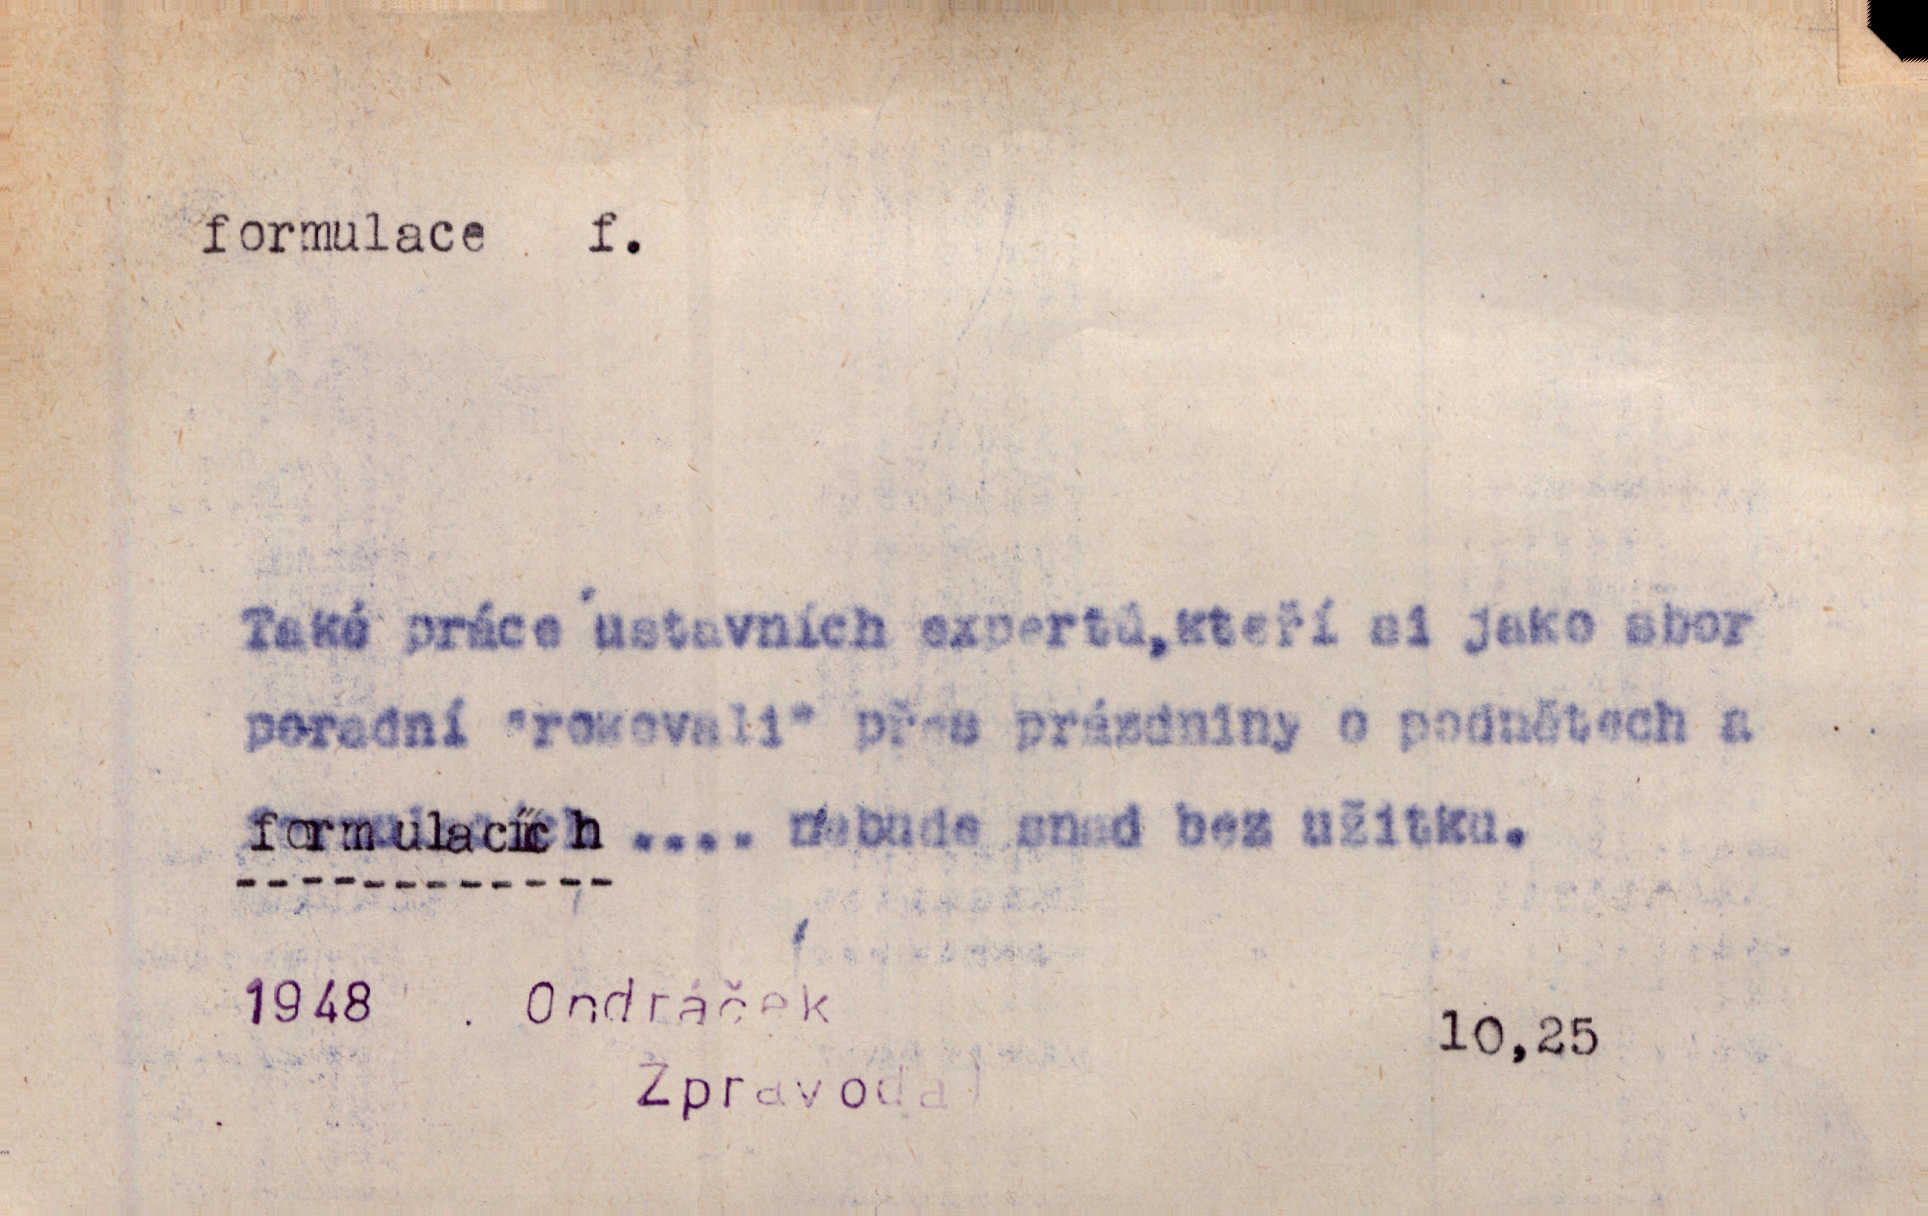 formulace f.
Také práce ústavních expertů,kteří si jako sbor
poradní "rokovali" přes prázdniny o podnětech a
formulacích .... nebude snad bez užitku.
1948 Ondráček
10,25
Zpravodaj